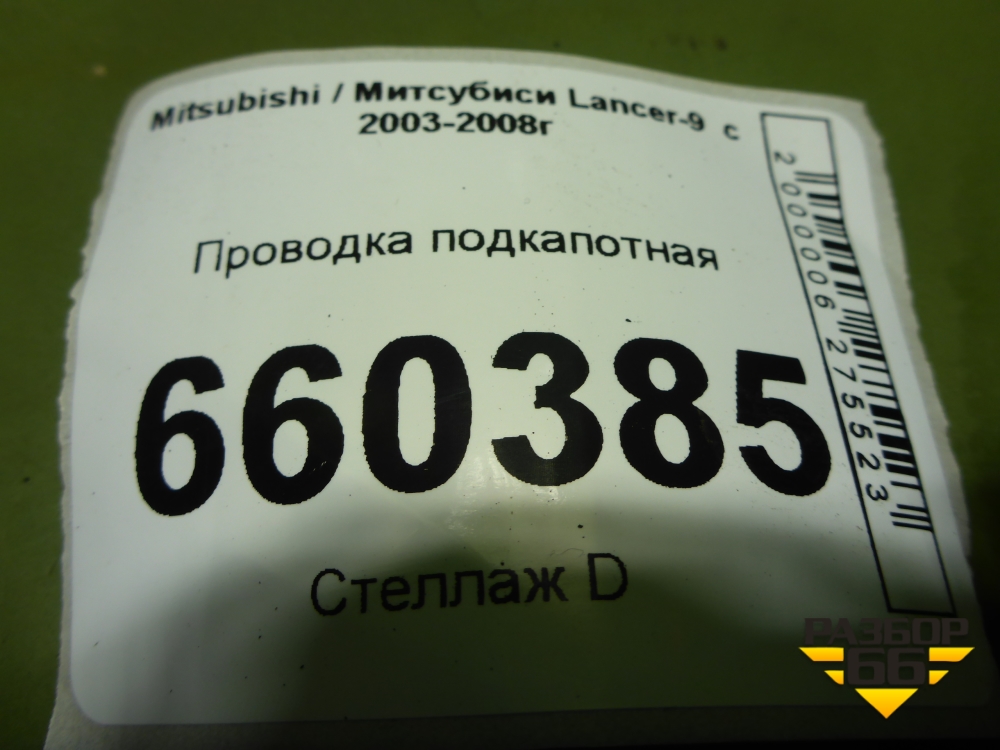 Mitsubishi / Митсубиси Lancer-9 с
2003-2008г
Проводка подкапотная
660385
Стеллаж D
2000006275523
РАЗБОР
66